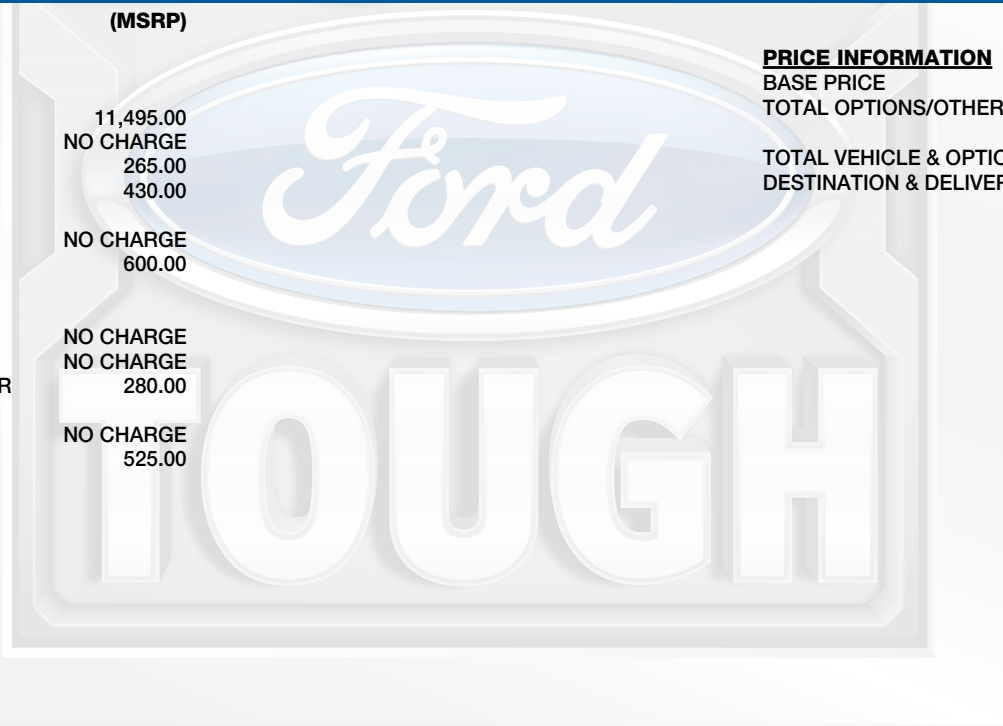 (MSRP)
11,495.00
NO CHARGE
265.00
430.00
NO CHARGE
600.00
NO CHARGE
NO CHARGE
R 280.00
NO CHARGE
525.00
PRICE INFORMATION
BASE PRICE
TOTAL OPTIONS/OTHER
TOTAL VEHICLE & OPTIO
DESTINATION & DELIVER
Ford
TOUGH